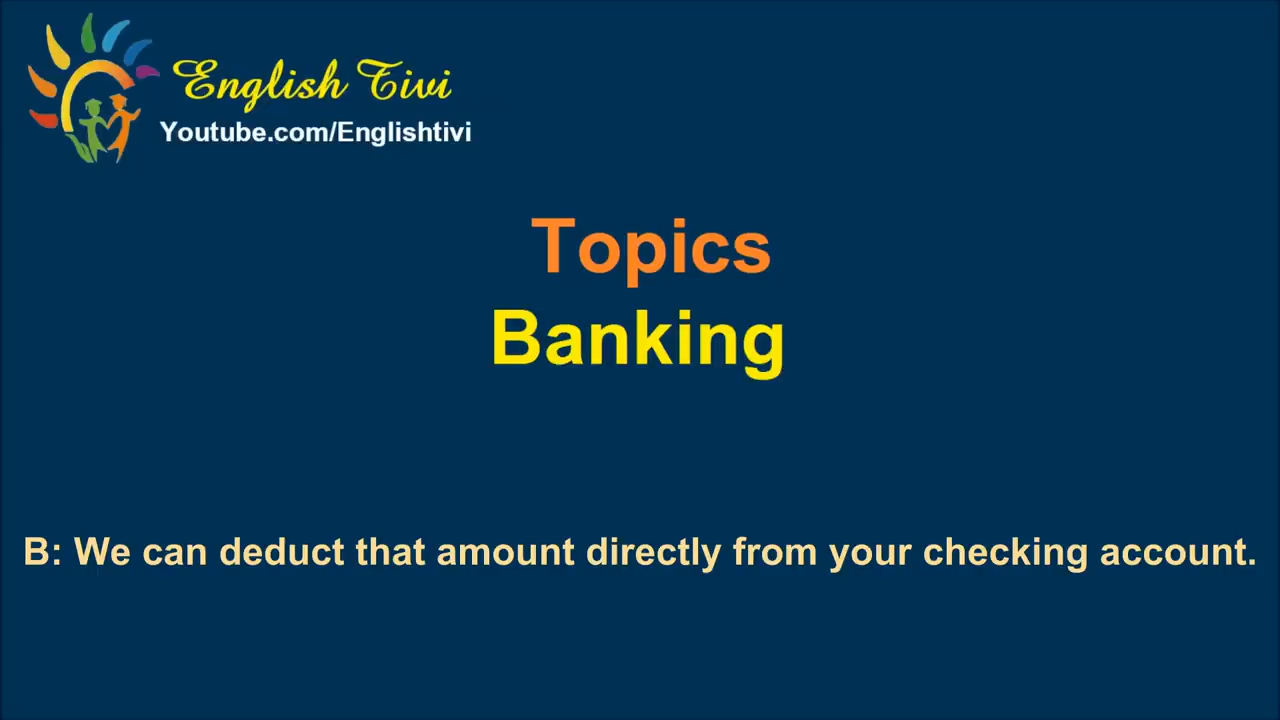 English Tivi
Youtube.com/Englishtivi
Topics
Banking
B: We can deduct that amount directly from your checking account.